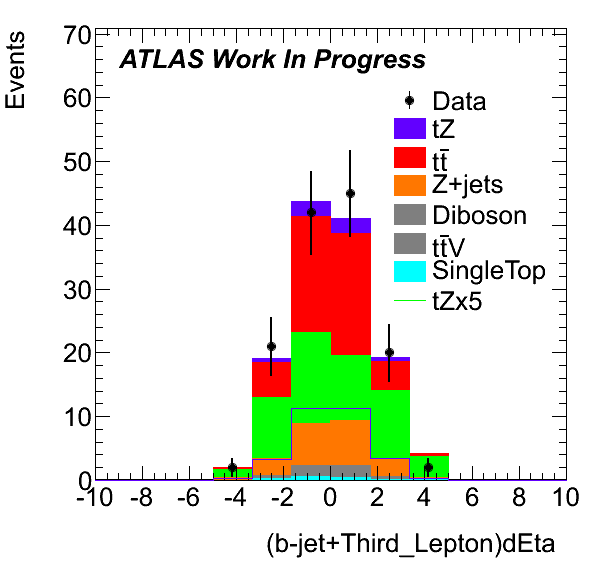 Events
70
60
50
40
30
20
10
0
ATLAS Work In Progress
Data
tZ
tt̄
Z+jets
Diboson
tt̄V
SingleTop
tZx5
-10 -8 -6 -4 -2 0 2 4 6 8 10
(b-jet+Third_Lepton)dEta